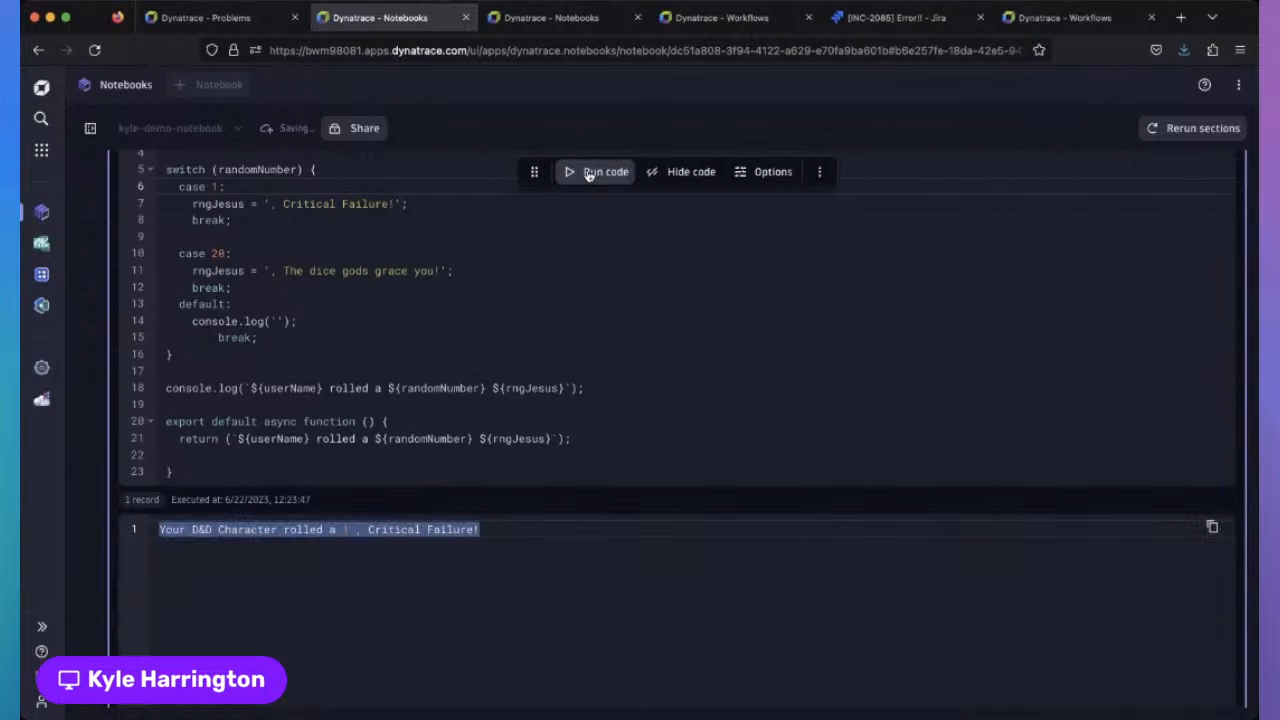 Dynatrace - Problems
Dynatrace - Notebooks
Dynatrace - Notebooks
Dynatrace - Workflows
[INC-2085] Error!! - Jira
Dynatrace - Workflows
https://bwm98081.apps.dynatrace.com/ui/apps/dynatrace.notebooks/notebook/dc51a808-3f94-4122-a629-e70fa9ba601b#b6e257fe-18da-42e5-94
Notebooks
Notebook
kyle-demo-notebook
Saving...
Share
Rerun sections
Run code
Hide code
Options
4
5 switch (randomNumber) {
6 case 1:
7 rngJesus = ', Critical Failure!';
8 break;
9
10 case 20:
11 rngJesus = ', The dice gods grace you!';
12 break;
13 default:
14 console.log('');
15 break;
16 }
17
18 console.log(`${userName} rolled a ${randomNumber} ${rngJesus}`);
19
20 export default async function () {
21 return (`${userName} rolled a ${randomNumber} ${rngJesus}`);
22
23 }
1 record Executed at: 6/22/2023, 12:23:47
1 Your D&D Character rolled a 1 , Critical Failure!
Kyle Harrington